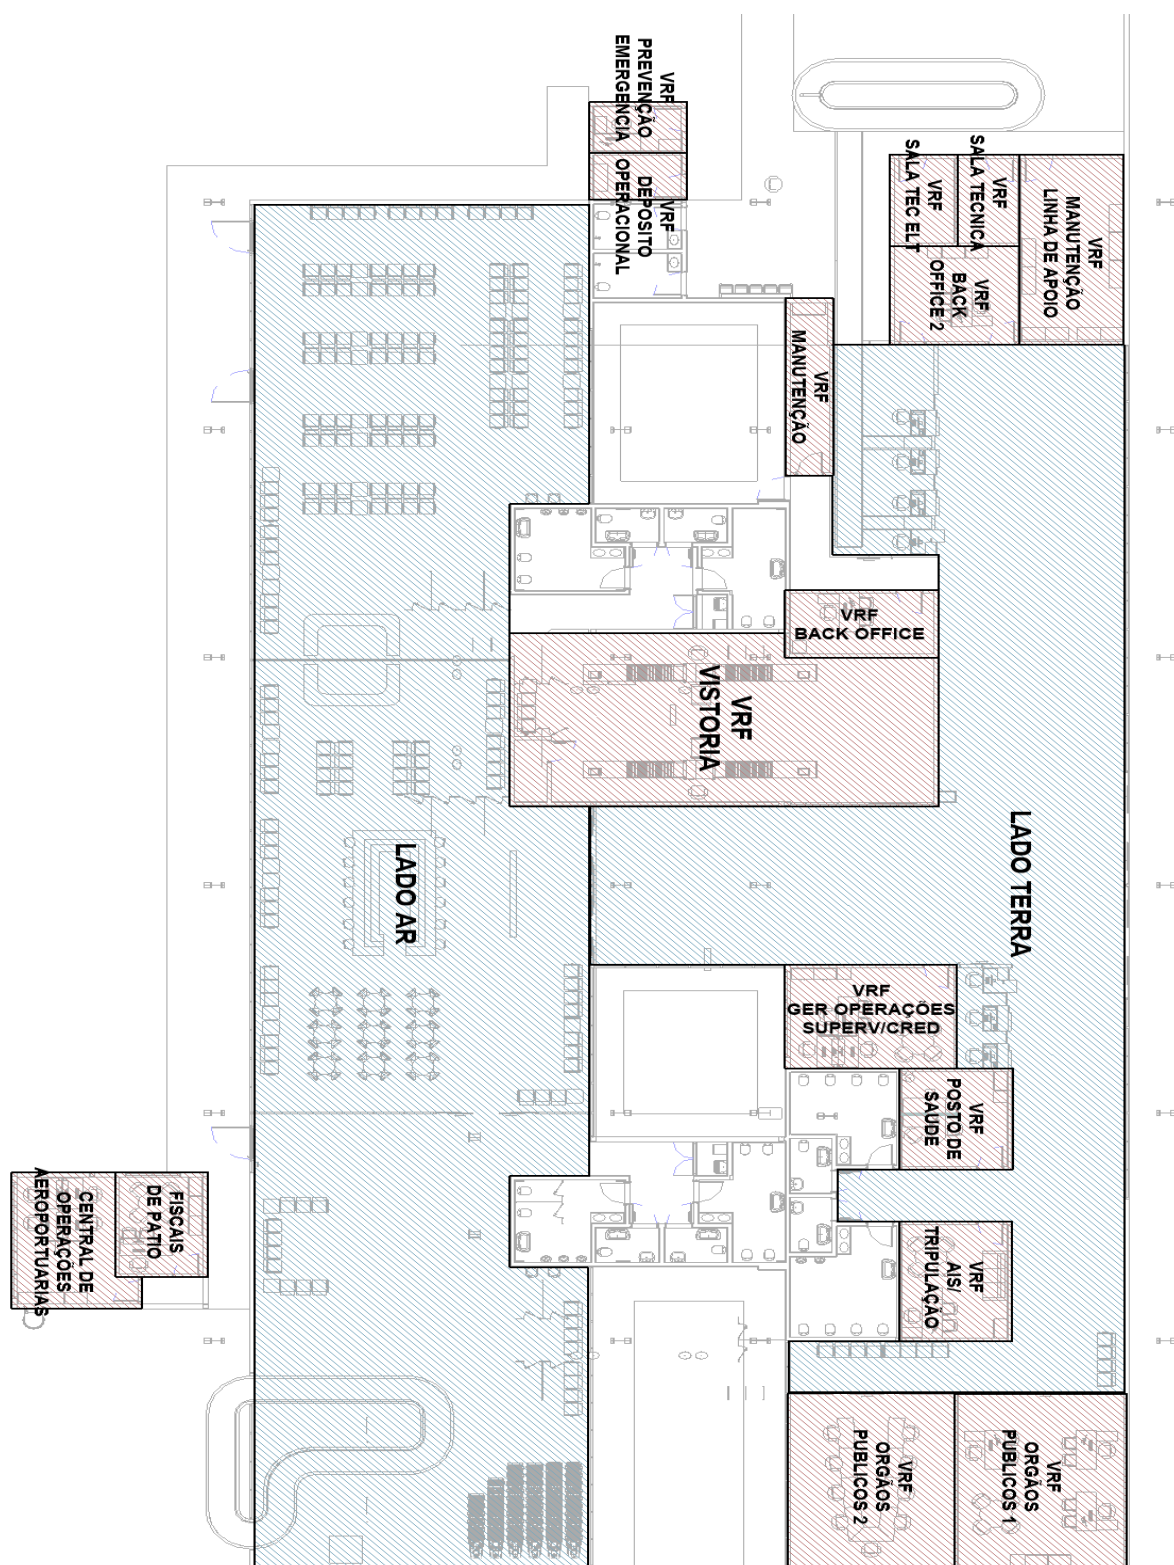 VRF
PREVENÇÃO
EMERGENCIA
VRF
DEPOSITO
OPERACIONAL
VRF
SALA TEC ELT
VRF
SALA TECNICA
VRF
MANUTENÇÃO
LINHA DE APOIO
VRF
BACK
OFFICE 2
VRF
MANUTENÇÃO
VRF
BACK OFFICE
VRF
VISTORIA
LADO AR
LADO TERRA
VRF
GER OPERAÇÕES
SUPERV/CRED
VRF
POSTO DE
SAUDE
VRF
AIS/
TRIPULAÇÃO
FISCAIS
DE PATIO
CENTRAL DE
OPERAÇÕES
AEROPORTUARIAS
VRF
ORGÃOS
PUBLICOS 2
VRF
ORGÃOS
PUBLICOS 1